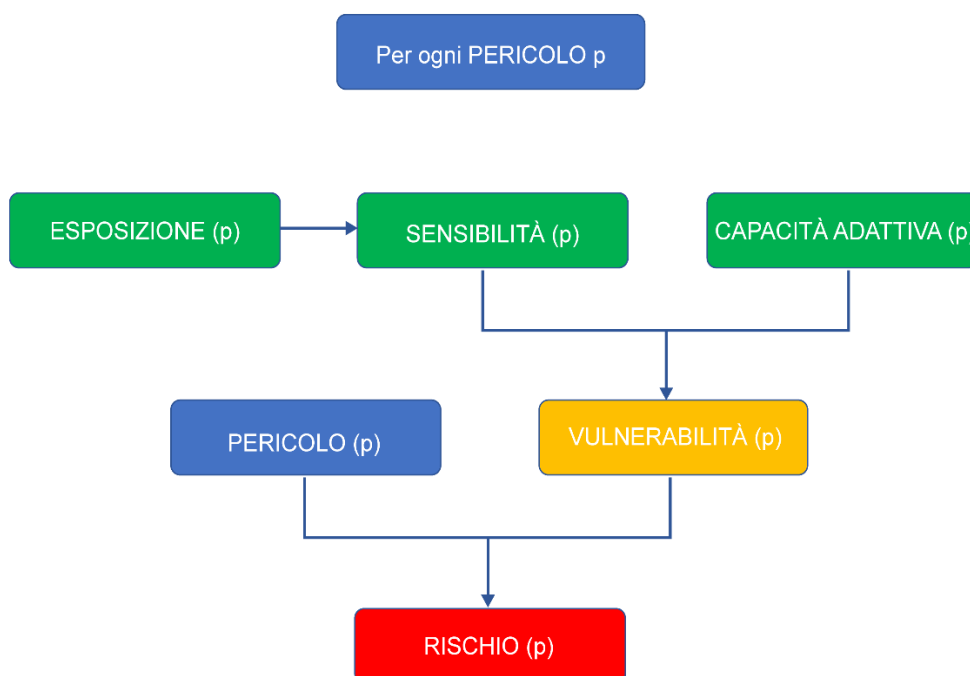 Per ogni PERICOLO p
ESPOSIZIONE (p)
SENSIBILITÀ (p)
CAPACITÀ ADATTIVA (p)
PERICOLO (p)
VULNERABILITÀ (p)
RISCHIO (p)